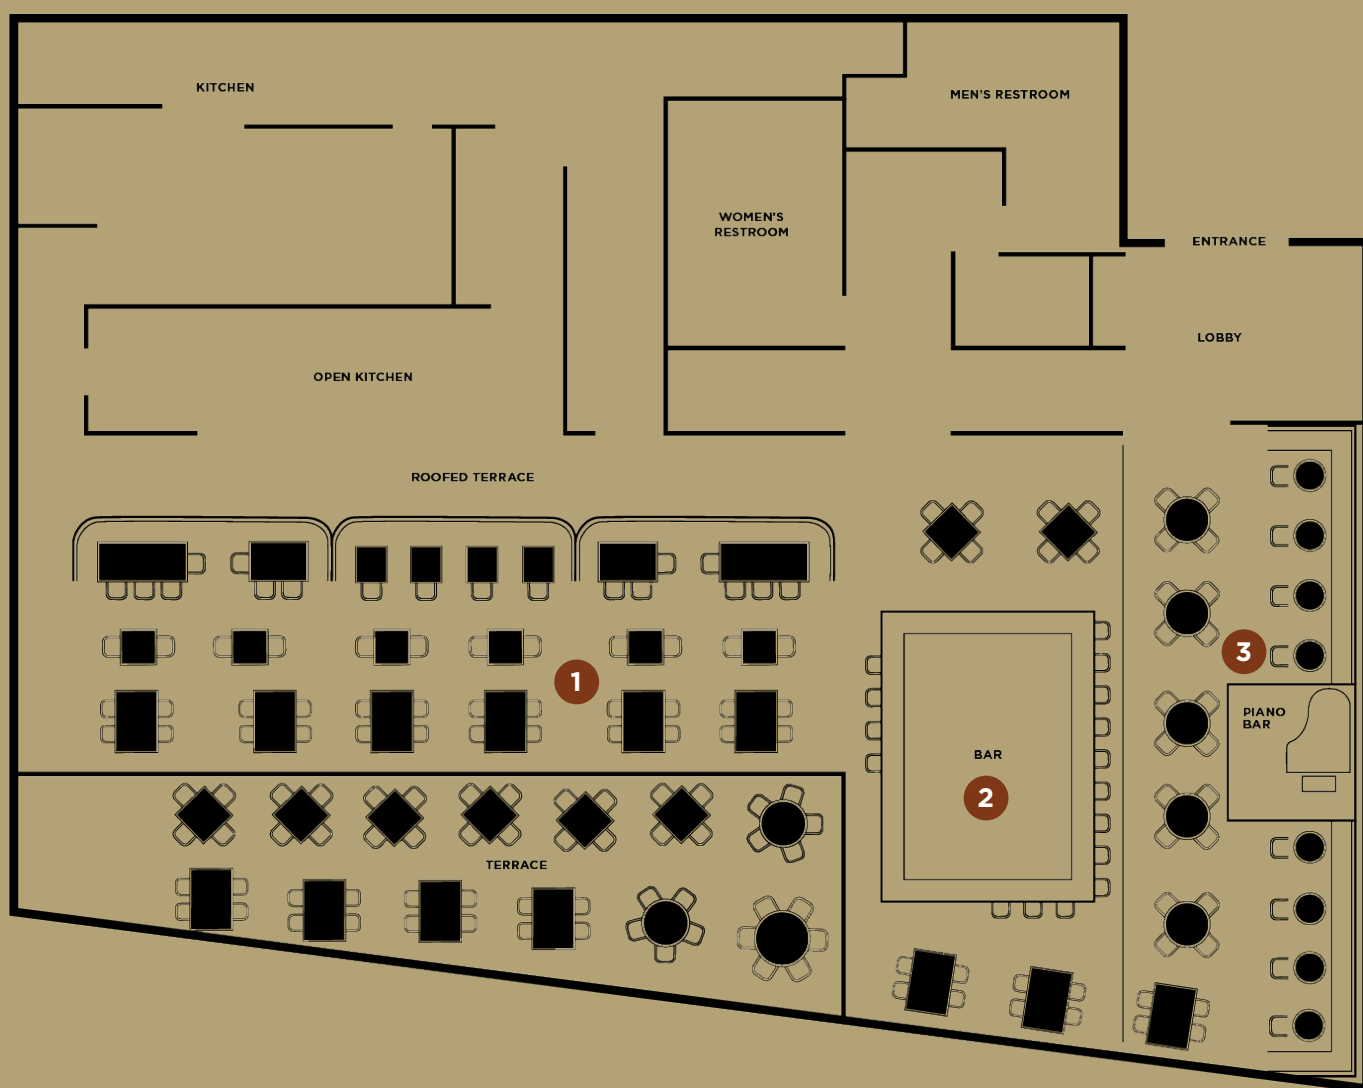 KITCHEN
MEN'S RESTROOM
WOMEN'S
RESTROOM
ENTRANCE
LOBBY
OPEN KITCHEN
ROOFED TERRACE
1
3
PIANO
BAR
BAR
2
TERRACE